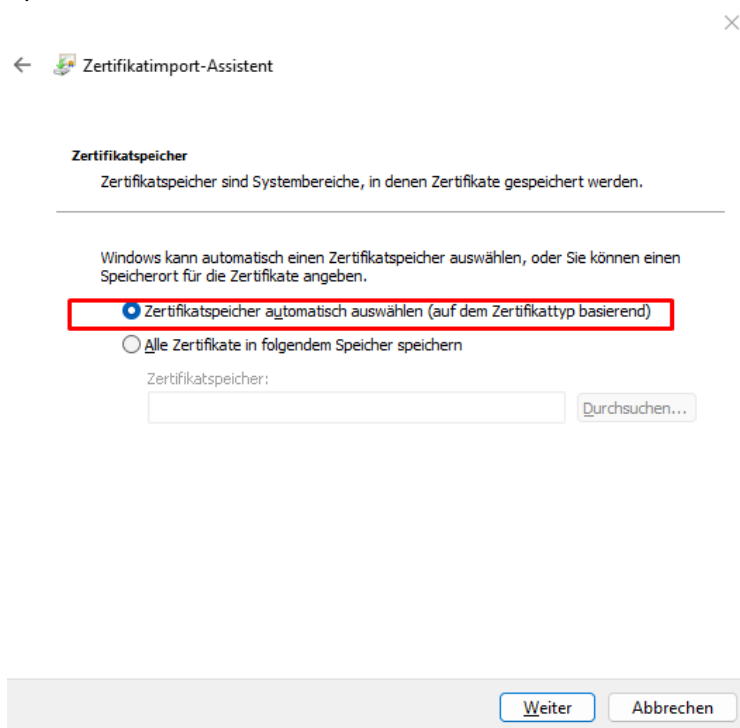 Zertifikatimport-Assistent
Zertifikatspeicher
Zertifikatspeicher sind Systembereiche, in denen Zertifikate gespeichert werden.
Windows kann automatisch einen Zertifikatspeicher auswählen, oder Sie können einen
Speicherort für die Zertifikate angeben.
Zertifikatspeicher automatisch auswählen (auf dem Zertifikattyp basierend)
Alle Zertifikate in folgendem Speicher speichern
Zertifikatspeicher:
Durchsuchen...
Weiter Abbrechen